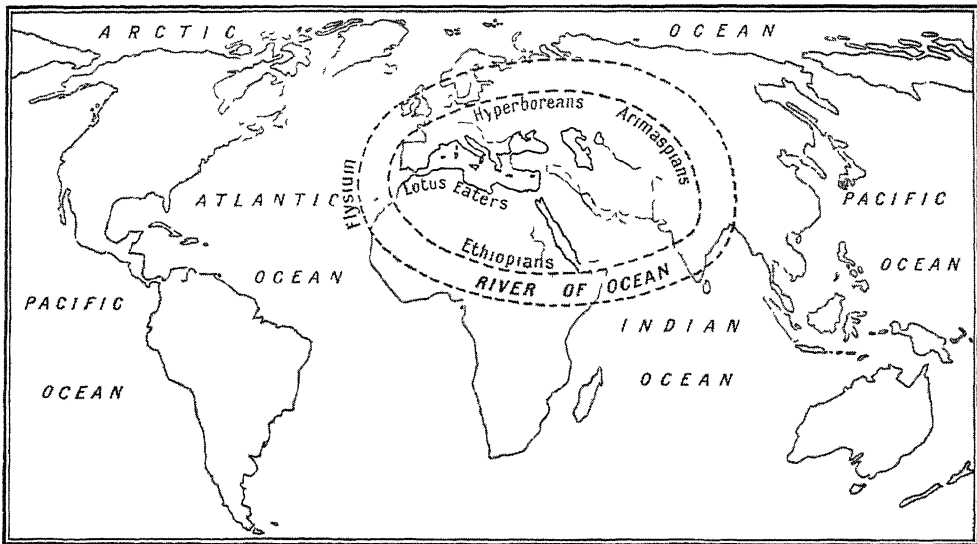 ARCTIC OCEAN
Hyperboreans
Arimaspians
Elysium
Lotus Eaters
ATLANTIC
PACIFIC
Ethiopians
OCEAN
OCEAN
RIVER OF OCEAN
PACIFIC
INDIAN
OCEAN
OCEAN